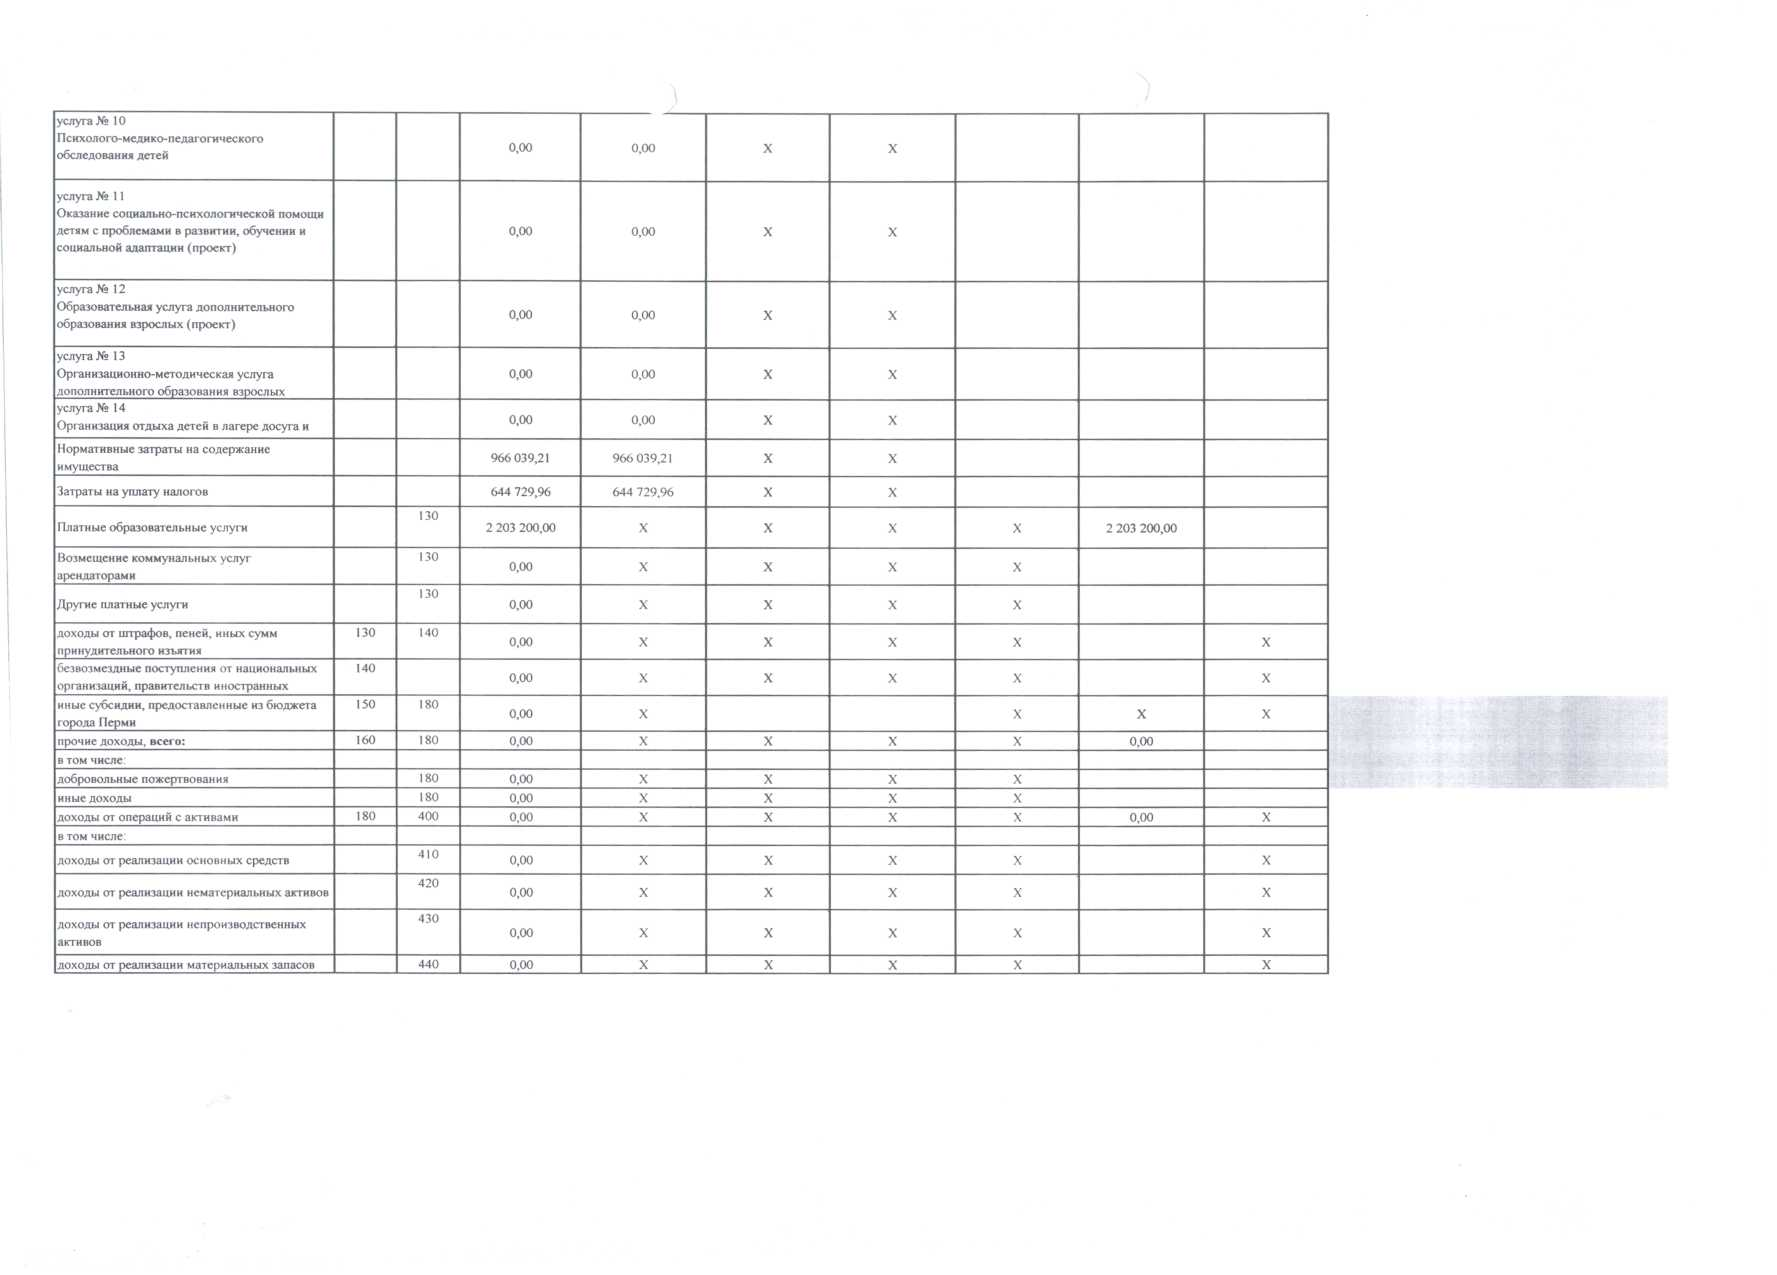 услуга № 10
Психолого-медико-педагогического
обследования детей
0,00 0,00 X X
услуга № 11
Оказание социально-психологической помощи
детям с проблемами в развитии, обучении и
социальной адаптации (проект)
0,00 0,00 X X
услуга № 12
Образовательная услуга дополнительного
образования взрослых (проект)
0,00 0,00 X X
услуга № 13
Организационно-методическая услуга
дополнительного образования взрослых
0,00 0,00 X X
услуга № 14
Организация отдыха детей в лагере досуга и
0,00 0,00 X X
Нормативные затраты на содержание
имущества
966 039,21 966 039,21 X X
Затраты на уплату налогов 644 729,96 644 729,96 X X
Платные образовательные услуги 130 2 203 200,00 X X X X 2 203 200,00
Возмещение коммунальных услуг
арендаторами
130 0,00 X X X X
Другие платные услуги 130 0,00 X X X X
доходы от штрафов, пеней, иных сумм
принудительного изъятия
130 140 0,00 X X X X X
безвозмездные поступления от национальных
организаций, правительств иностранных
140 0,00 X X X X X
иные субсидии, предоставленные из бюджета
города Перми
150 180 0,00 X X X X
прочие доходы, всего: 160 180 0,00 X X X X 0,00
в том числе:
добровольные пожертвования 180 0,00 X X X X
иные доходы 180 0,00 X X X X
доходы от операций с активами 180 400 0,00 X X X X 0,00 X
в том числе:
доходы от реализации основных средств 410 0,00 X X X X X
доходы от реализации нематериальных активов 420 0,00 X X X X X
доходы от реализации непроизводственных
активов
430 0,00 X X X X X
доходы от реализации материальных запасов 440 0,00 X X X X X